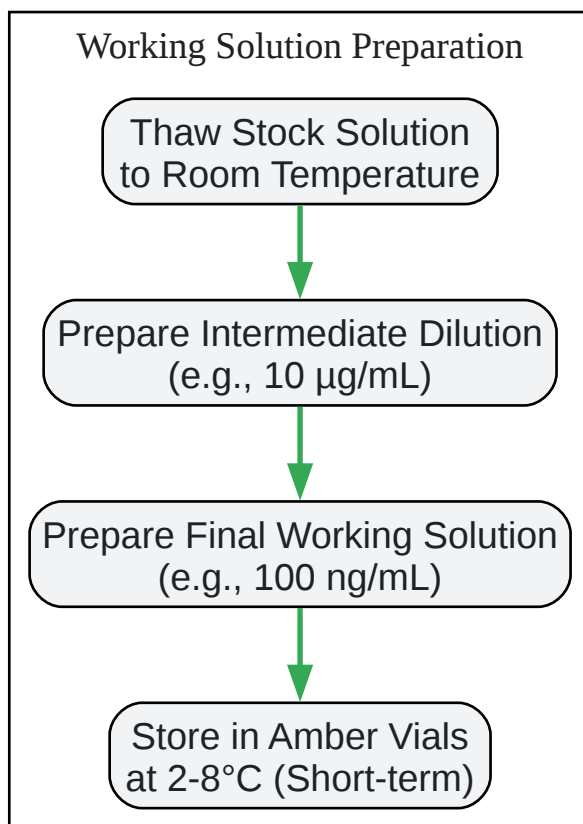 Working Solution Preparation
Thaw Stock Solution
to Room Temperature
Prepare Intermediate Dilution
(e.g., 10 µg/mL)
Prepare Final Working Solution
(e.g., 100 ng/mL)
Store in Amber Vials
at 2-8°C (Short-term)